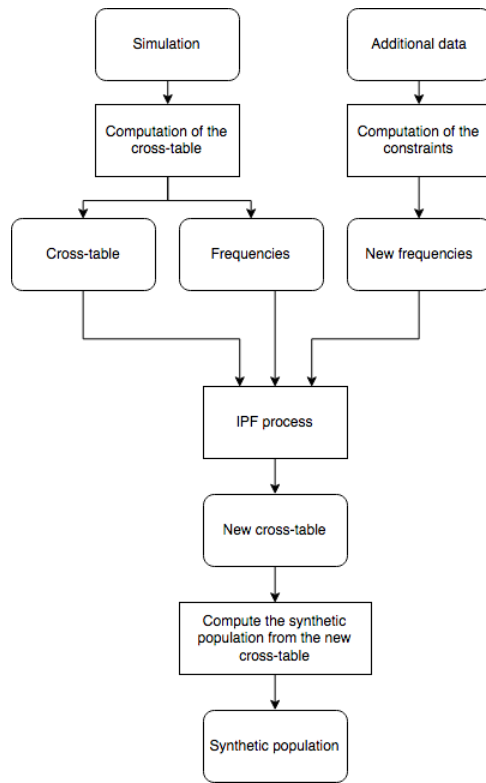 Simulation
Additional data
Computation of the
cross-table
Computation of the
constraints
Cross-table
Frequencies
New frequencies
IPF process
New cross-table
Compute the synthetic
population from the new
cross-table
Synthetic population